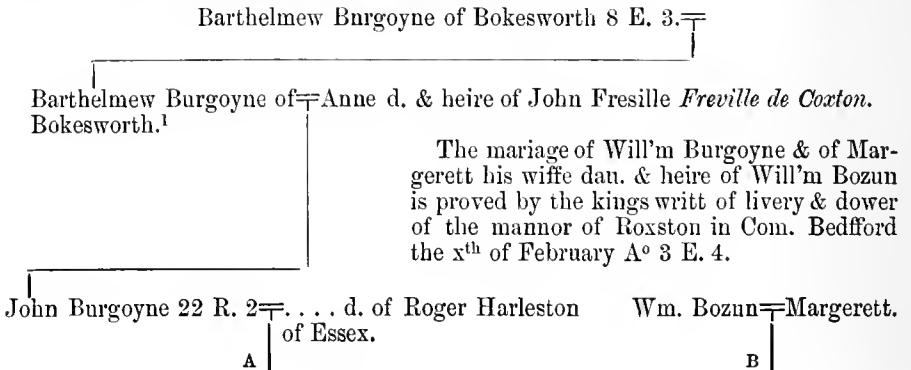 Barthelmew Burgoyne of Bokesworth 8 E. 3.
Barthelmew Burgoyne of Anne d. & heire of John Fresille Freville de Coxton.
Bokesworth.¹
The mariage of Will'm Burgoyne & of Mar-
gerett his wiffe dau. & heire of Will'm Bozun
is proved by the kings writt of livery & dower
of the mannor of Roxston in Com. Bedfford
the xᵗʰ of February Aᵒ 3 E. 4.
John Burgoyne 22 R. 2 . . . . d. of Roger Harleston Wm. Bozun Margerett.
of Essex.
A B